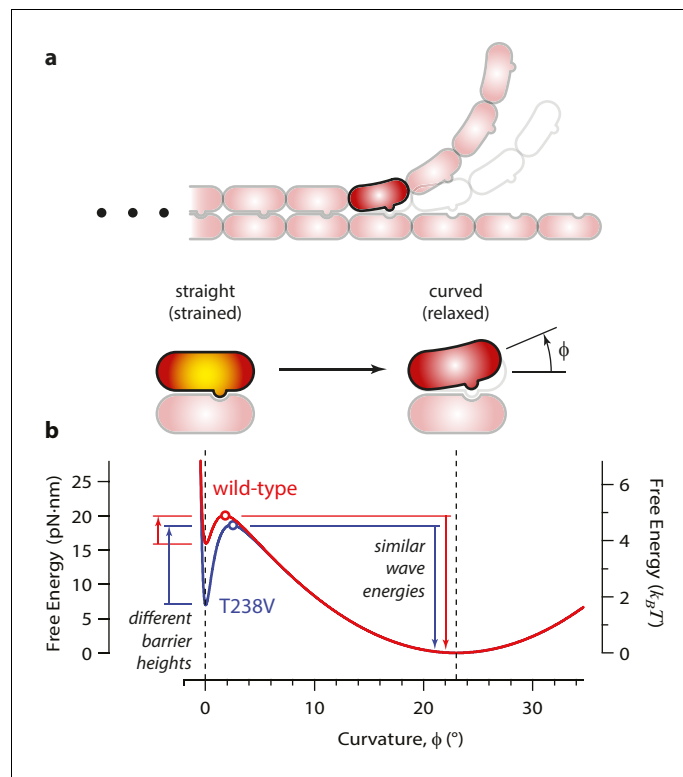 a
straight
(strained)
curved
(relaxed)
ϕ
b
Free Energy (pN·nm)
25
20
15
10
5
0
wild-type
T238V
different
barrier
heights
similar
wave
energies
6
4
2
0
Free Energy (k_BT)
0
10
20
30
Curvature, ϕ (°)